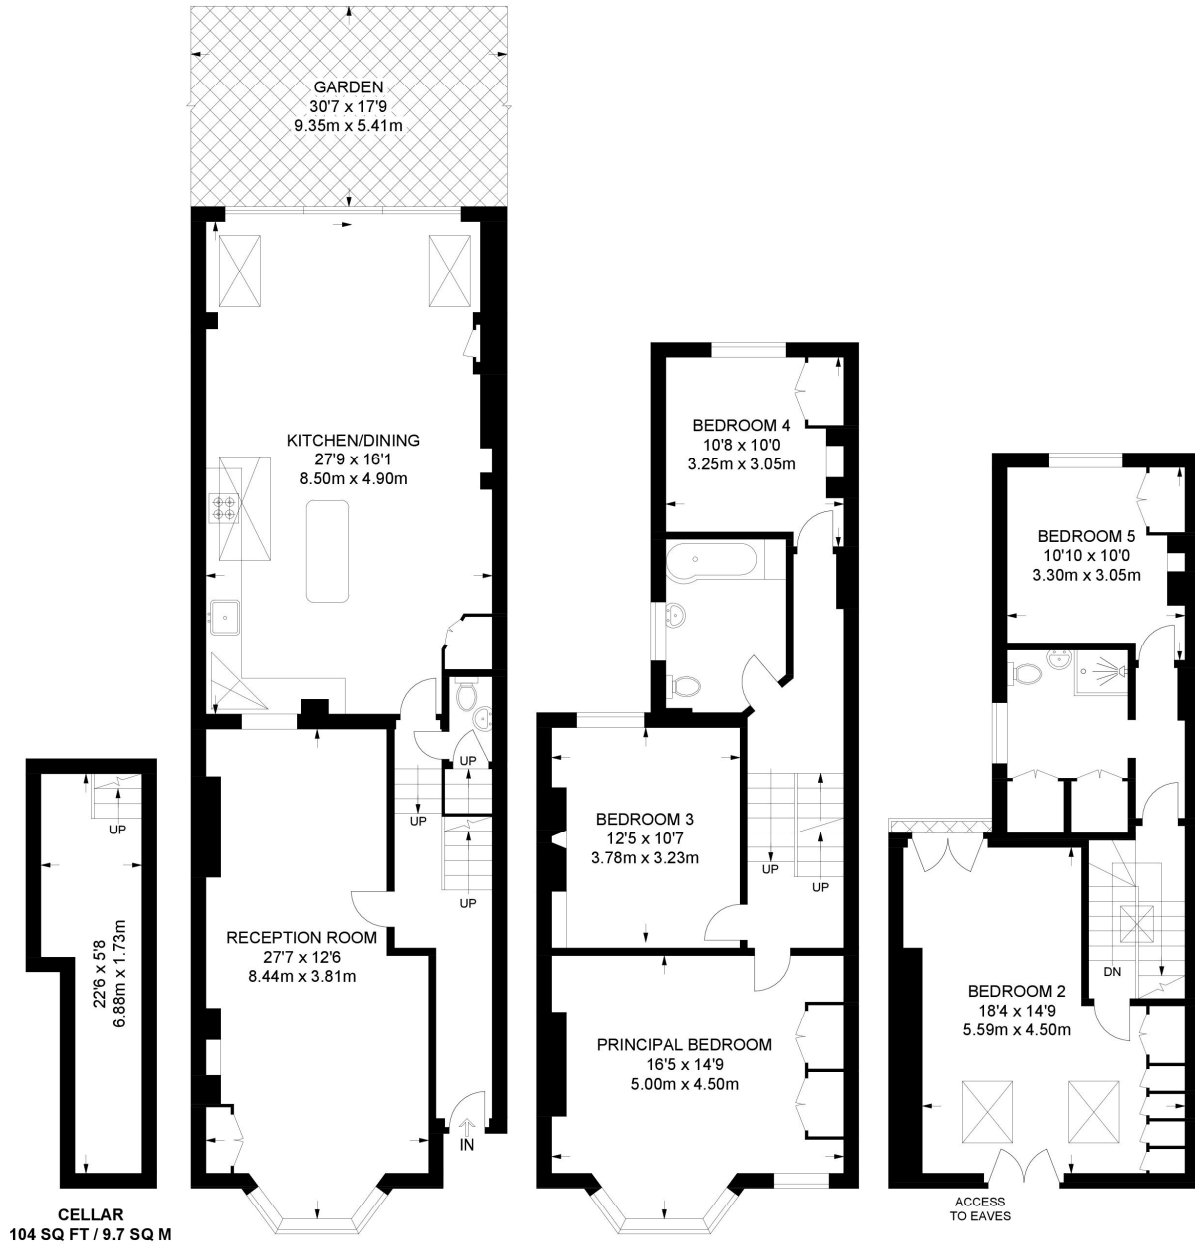 GARDEN
30'7 x 17'9
9.35m x 5.41m
KITCHEN/DINING
27'9 x 16'1
8.50m x 4.90m
UP
UP
UP
RECEPTION ROOM
27'7 x 12'6
8.44m x 3.81m
IN
UP
22'6 x 5'8
6.88m x 1.73m
CELLAR
104 SQ FT / 9.7 SQ M
BEDROOM 4
10'8 x 10'0
3.25m x 3.05m
BEDROOM 3
12'5 x 10'7
3.78m x 3.23m
UP
UP
PRINCIPAL BEDROOM
16'5 x 14'9
5.00m x 4.50m
BEDROOM 5
10'10 x 10'0
3.30m x 3.05m
DN
BEDROOM 2
18'4 x 14'9
5.59m x 4.50m
ACCESS
TO EAVES